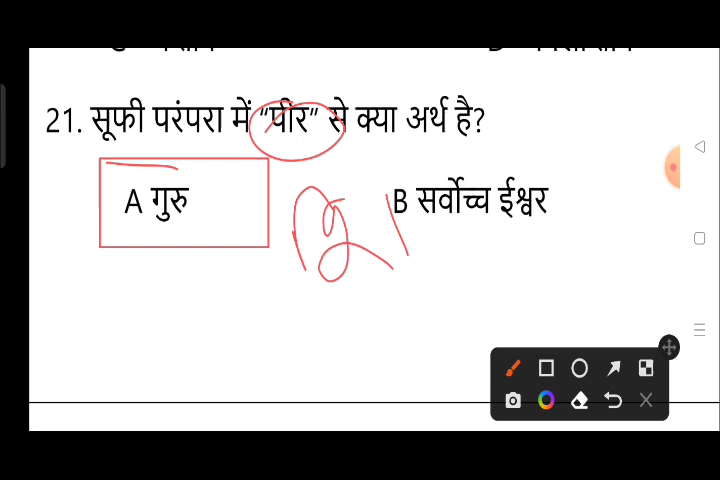 21. सूफी परंपरा में “पीर” से क्या अर्थ है?
A गुरु B सर्वोच्च ईश्वर